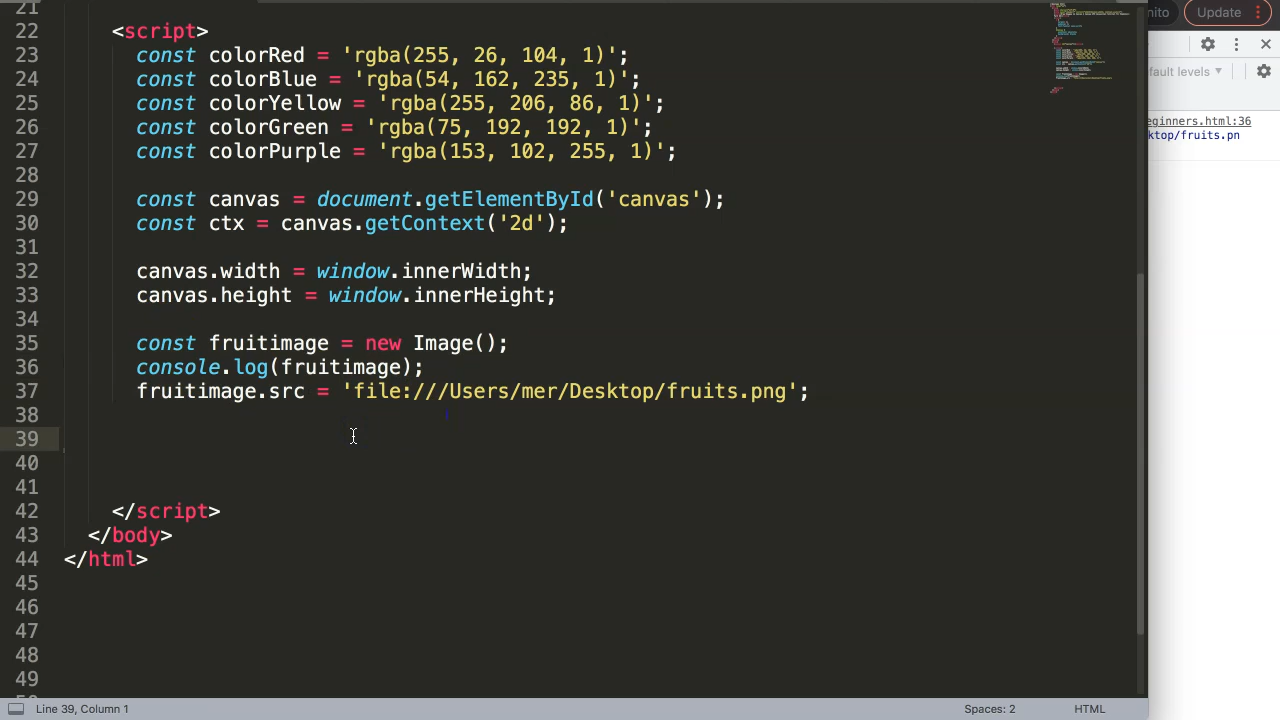 21
nito
Update
22 <script>
23 const colorRed = 'rgba(255, 26, 104, 1)';
24 const colorBlue = 'rgba(54, 162, 235, 1)';
fault levels
25 const colorYellow = 'rgba(255, 206, 86, 1)';
eginners.html:36
26 const colorGreen = 'rgba(75, 192, 192, 1)';
ktop/fruits.pn
27 const colorPurple = 'rgba(153, 102, 255, 1)';
28
29 const canvas = document.getElementById('canvas');
30 const ctx = canvas.getContext('2d');
31
32 canvas.width = window.innerWidth;
33 canvas.height = window.innerHeight;
34
35 const fruitimage = new Image();
36 console.log(fruitimage);
37 fruitimage.src = 'file:///Users/mer/Desktop/fruits.png';
38
39
40
41
42 </script>
43 </body>
44 </html>
45
46
47
48
49
Line 39, Column 1
Spaces: 2
HTML